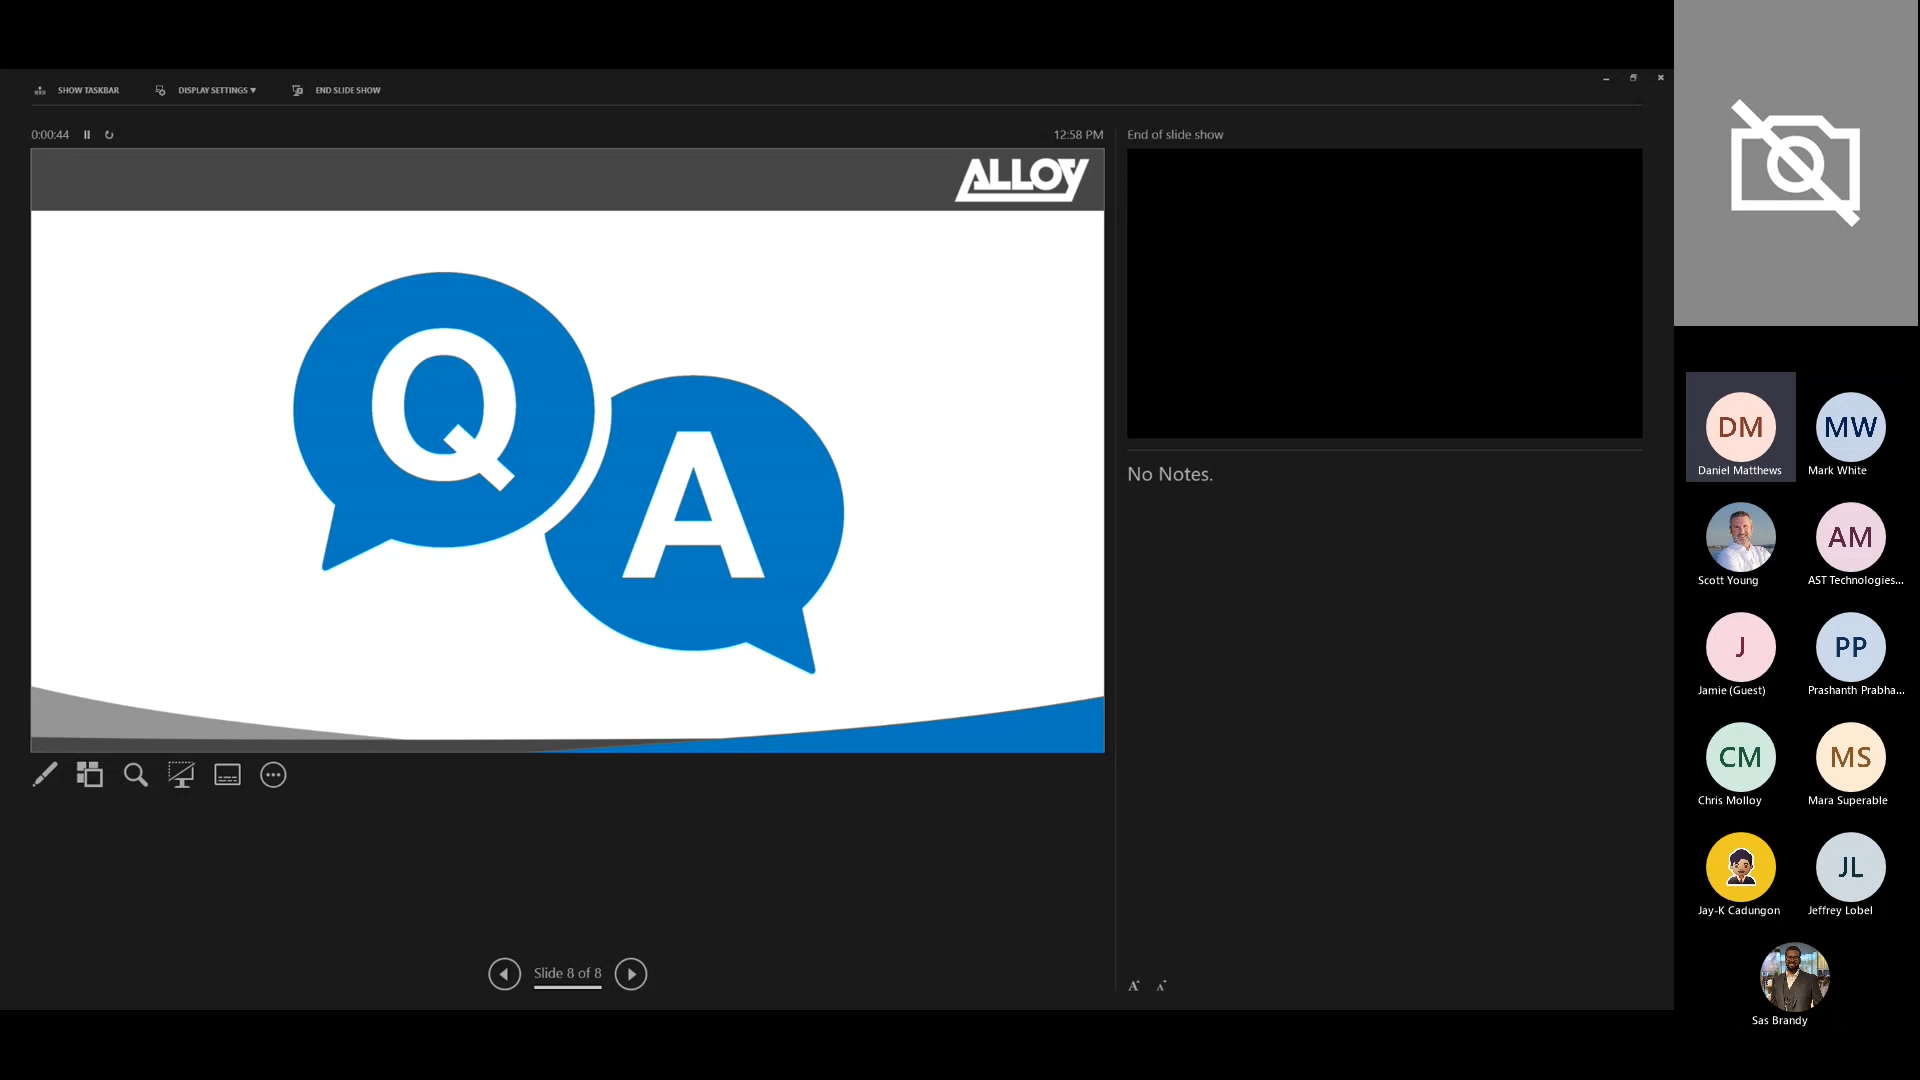 SHOW TASKBAR
DISPLAY SETTINGS ▾
END SLIDE SHOW
0:00:44
12:58 PM
End of slide show
ALLOY
Q
A
No Notes.
Slide 8 of 8
A
A
DM
Daniel Matthews
MW
Mark White
Scott Young
AM
AST Technologies...
J
Jamie (Guest)
PP
Prashanth Prabha...
CM
Chris Molloy
MS
Mara Superable
Jay-K Cadungon
JL
Jeffrey Lobel
Sas Brandy